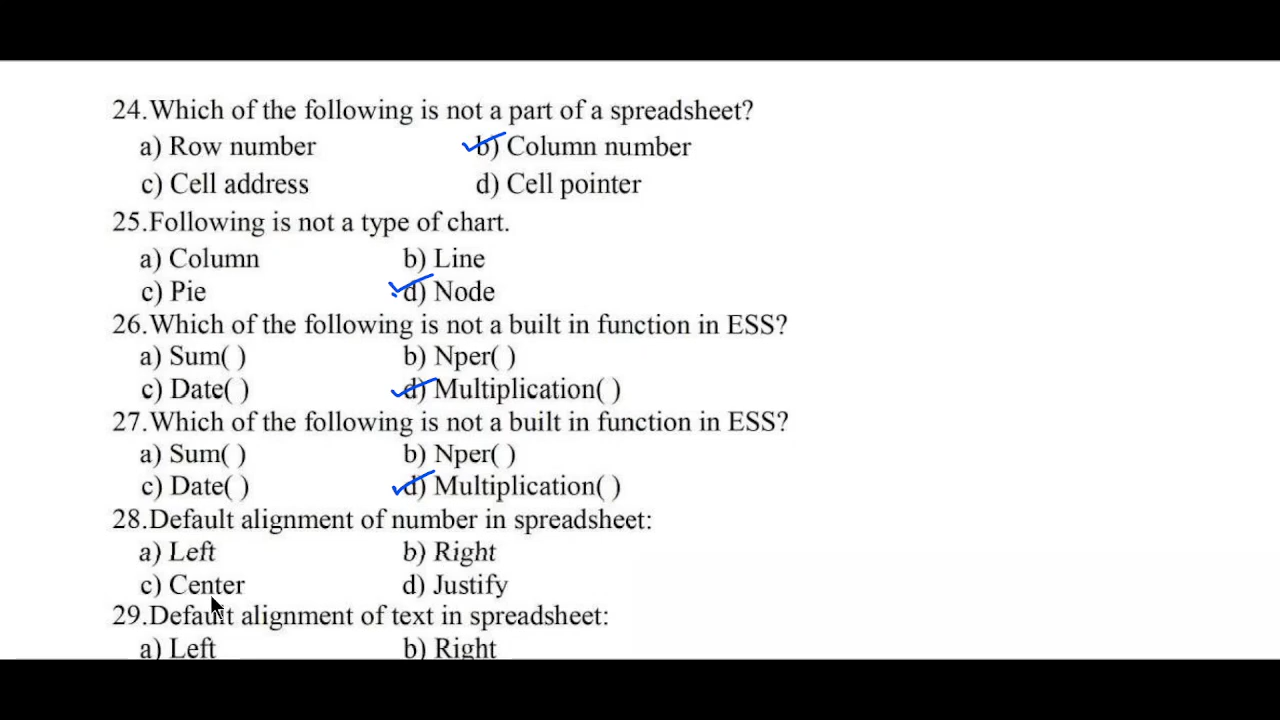 24.Which of the following is not a part of a spreadsheet?
a) Row number b) Column number
c) Cell address d) Cell pointer
25.Following is not a type of chart.
a) Column b) Line
c) Pie d) Node
26.Which of the following is not a built in function in ESS?
a) Sum( ) b) Nper( )
c) Date( ) d) Multiplication( )
27.Which of the following is not a built in function in ESS?
a) Sum( ) b) Nper( )
c) Date( ) d) Multiplication( )
28.Default alignment of number in spreadsheet:
a) Left b) Right
c) Center d) Justify
29.Default alignment of text in spreadsheet:
a) Left b) Right